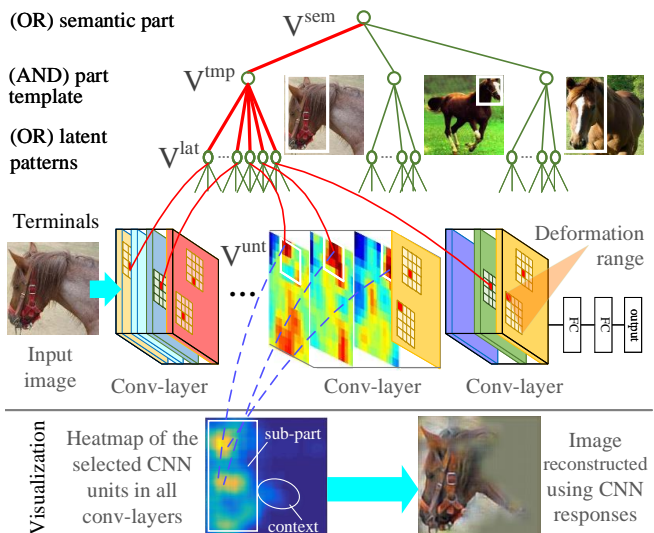 (OR) semantic part
V^sem
(AND) part
template
V^tmp
(OR) latent
patterns
V^lat
... ... ...
Terminals
V^unt
Deformation
range
...
FC
FC
output
Input
image
Conv-layer
Conv-layer
Conv-layer
Visualization
Heatmap of the
selected CNN
units in all
conv-layers
sub-part
context
Image
reconstructed
using CNN
responses